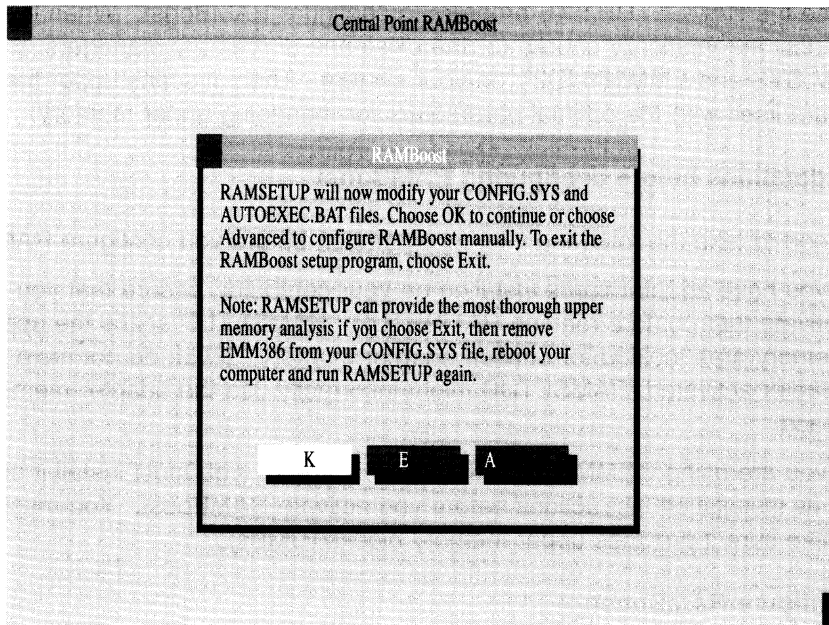 Central Point RAMBoost
RAMBoost
RAMSETUP will now modify your CONFIG.SYS and
AUTOEXEC.BAT files. Choose OK to continue or choose
Advanced to configure RAMBoost manually. To exit the
RAMBoost setup program, choose Exit.
Note: RAMSETUP can provide the most thorough upper
memory analysis if you choose Exit, then remove
EMM386 from your CONFIG.SYS file, reboot your
computer and run RAMSETUP again.
K E A